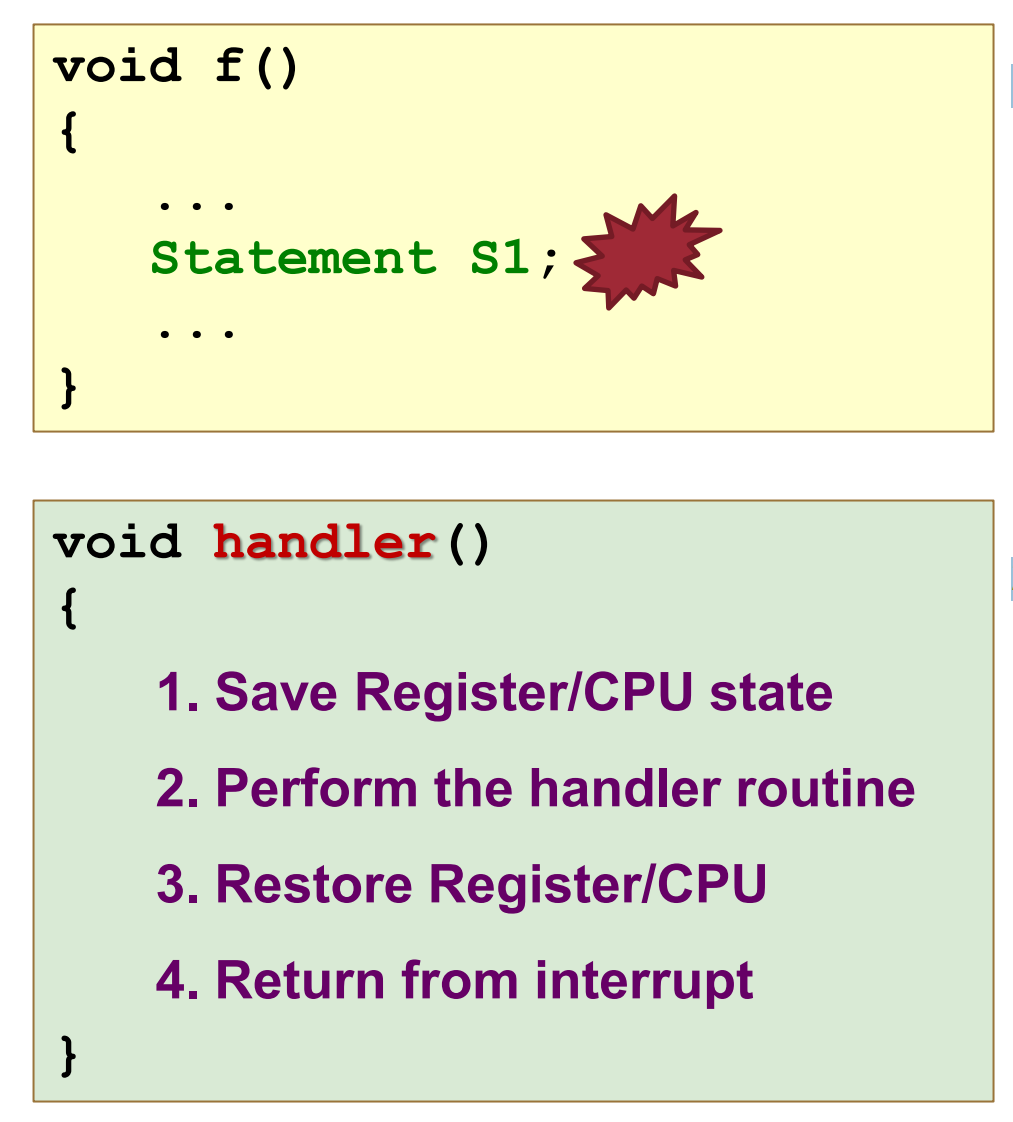 void f()
{
...
Statement S1;
...
}
void handler()
{
1. Save Register/CPU state
2. Perform the handler routine
3. Restore Register/CPU
4. Return from interrupt
}